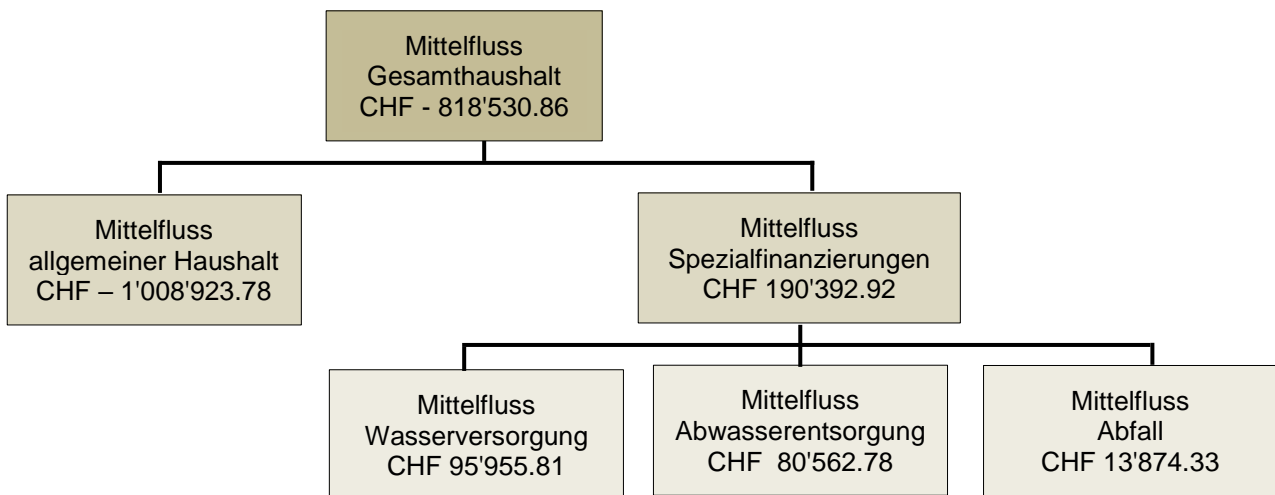 Mittelfluss
Gesamthaushalt
CHF - 818'530.86
Mittelfluss
allgemeiner Haushalt
CHF – 1'008'923.78
Mittelfluss
Spezialfinanzierungen
CHF 190'392.92
Mittelfluss
Wasserversorgung
CHF 95'955.81
Mittelfluss
Abwasserentsorgung
CHF 80'562.78
Mittelfluss
Abfall
CHF 13'874.33